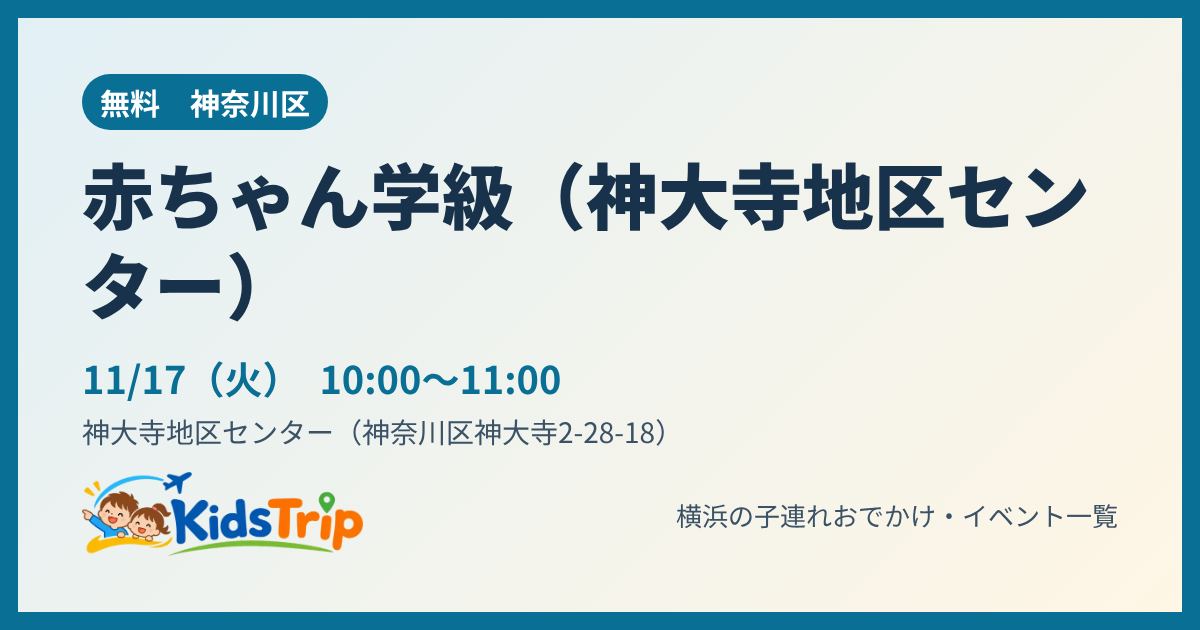 無料　神奈川区
赤ちゃん学級（神大寺地区セン
ター）
11/17（火）　10:00〜11:00
神大寺地区センター（神奈川区神大寺2-28-18）
KidsTrip
横浜の子連れおでかけ・イベント一覧